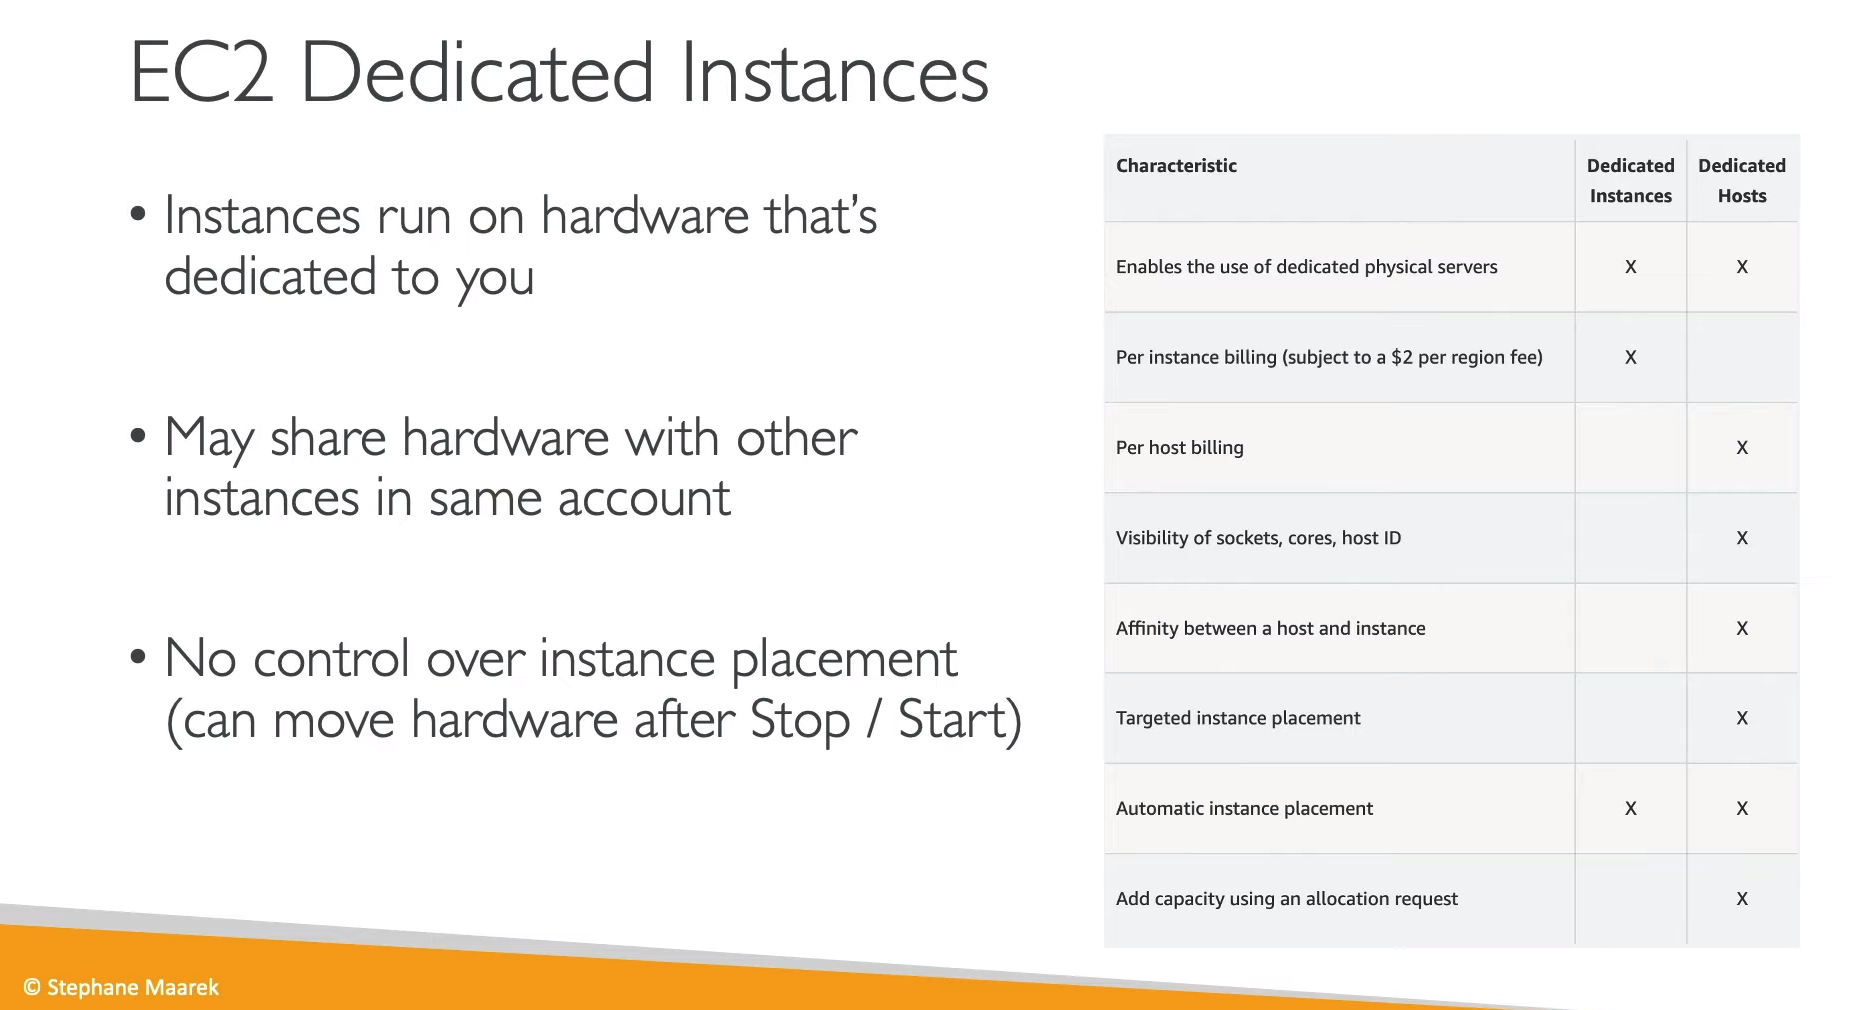 EC2 Dedicated Instances
• Instances run on hardware that’s
dedicated to you
• May share hardware with other
instances in same account
• No control over instance placement
(can move hardware after Stop / Start)
Characteristic Dedicated Instances Dedicated Hosts
Enables the use of dedicated physical servers X X
Per instance billing (subject to a $2 per region fee) X
Per host billing X
Visibility of sockets, cores, host ID X
Affinity between a host and instance X
Targeted instance placement X
Automatic instance placement X X
Add capacity using an allocation request X
© Stephane Maarek